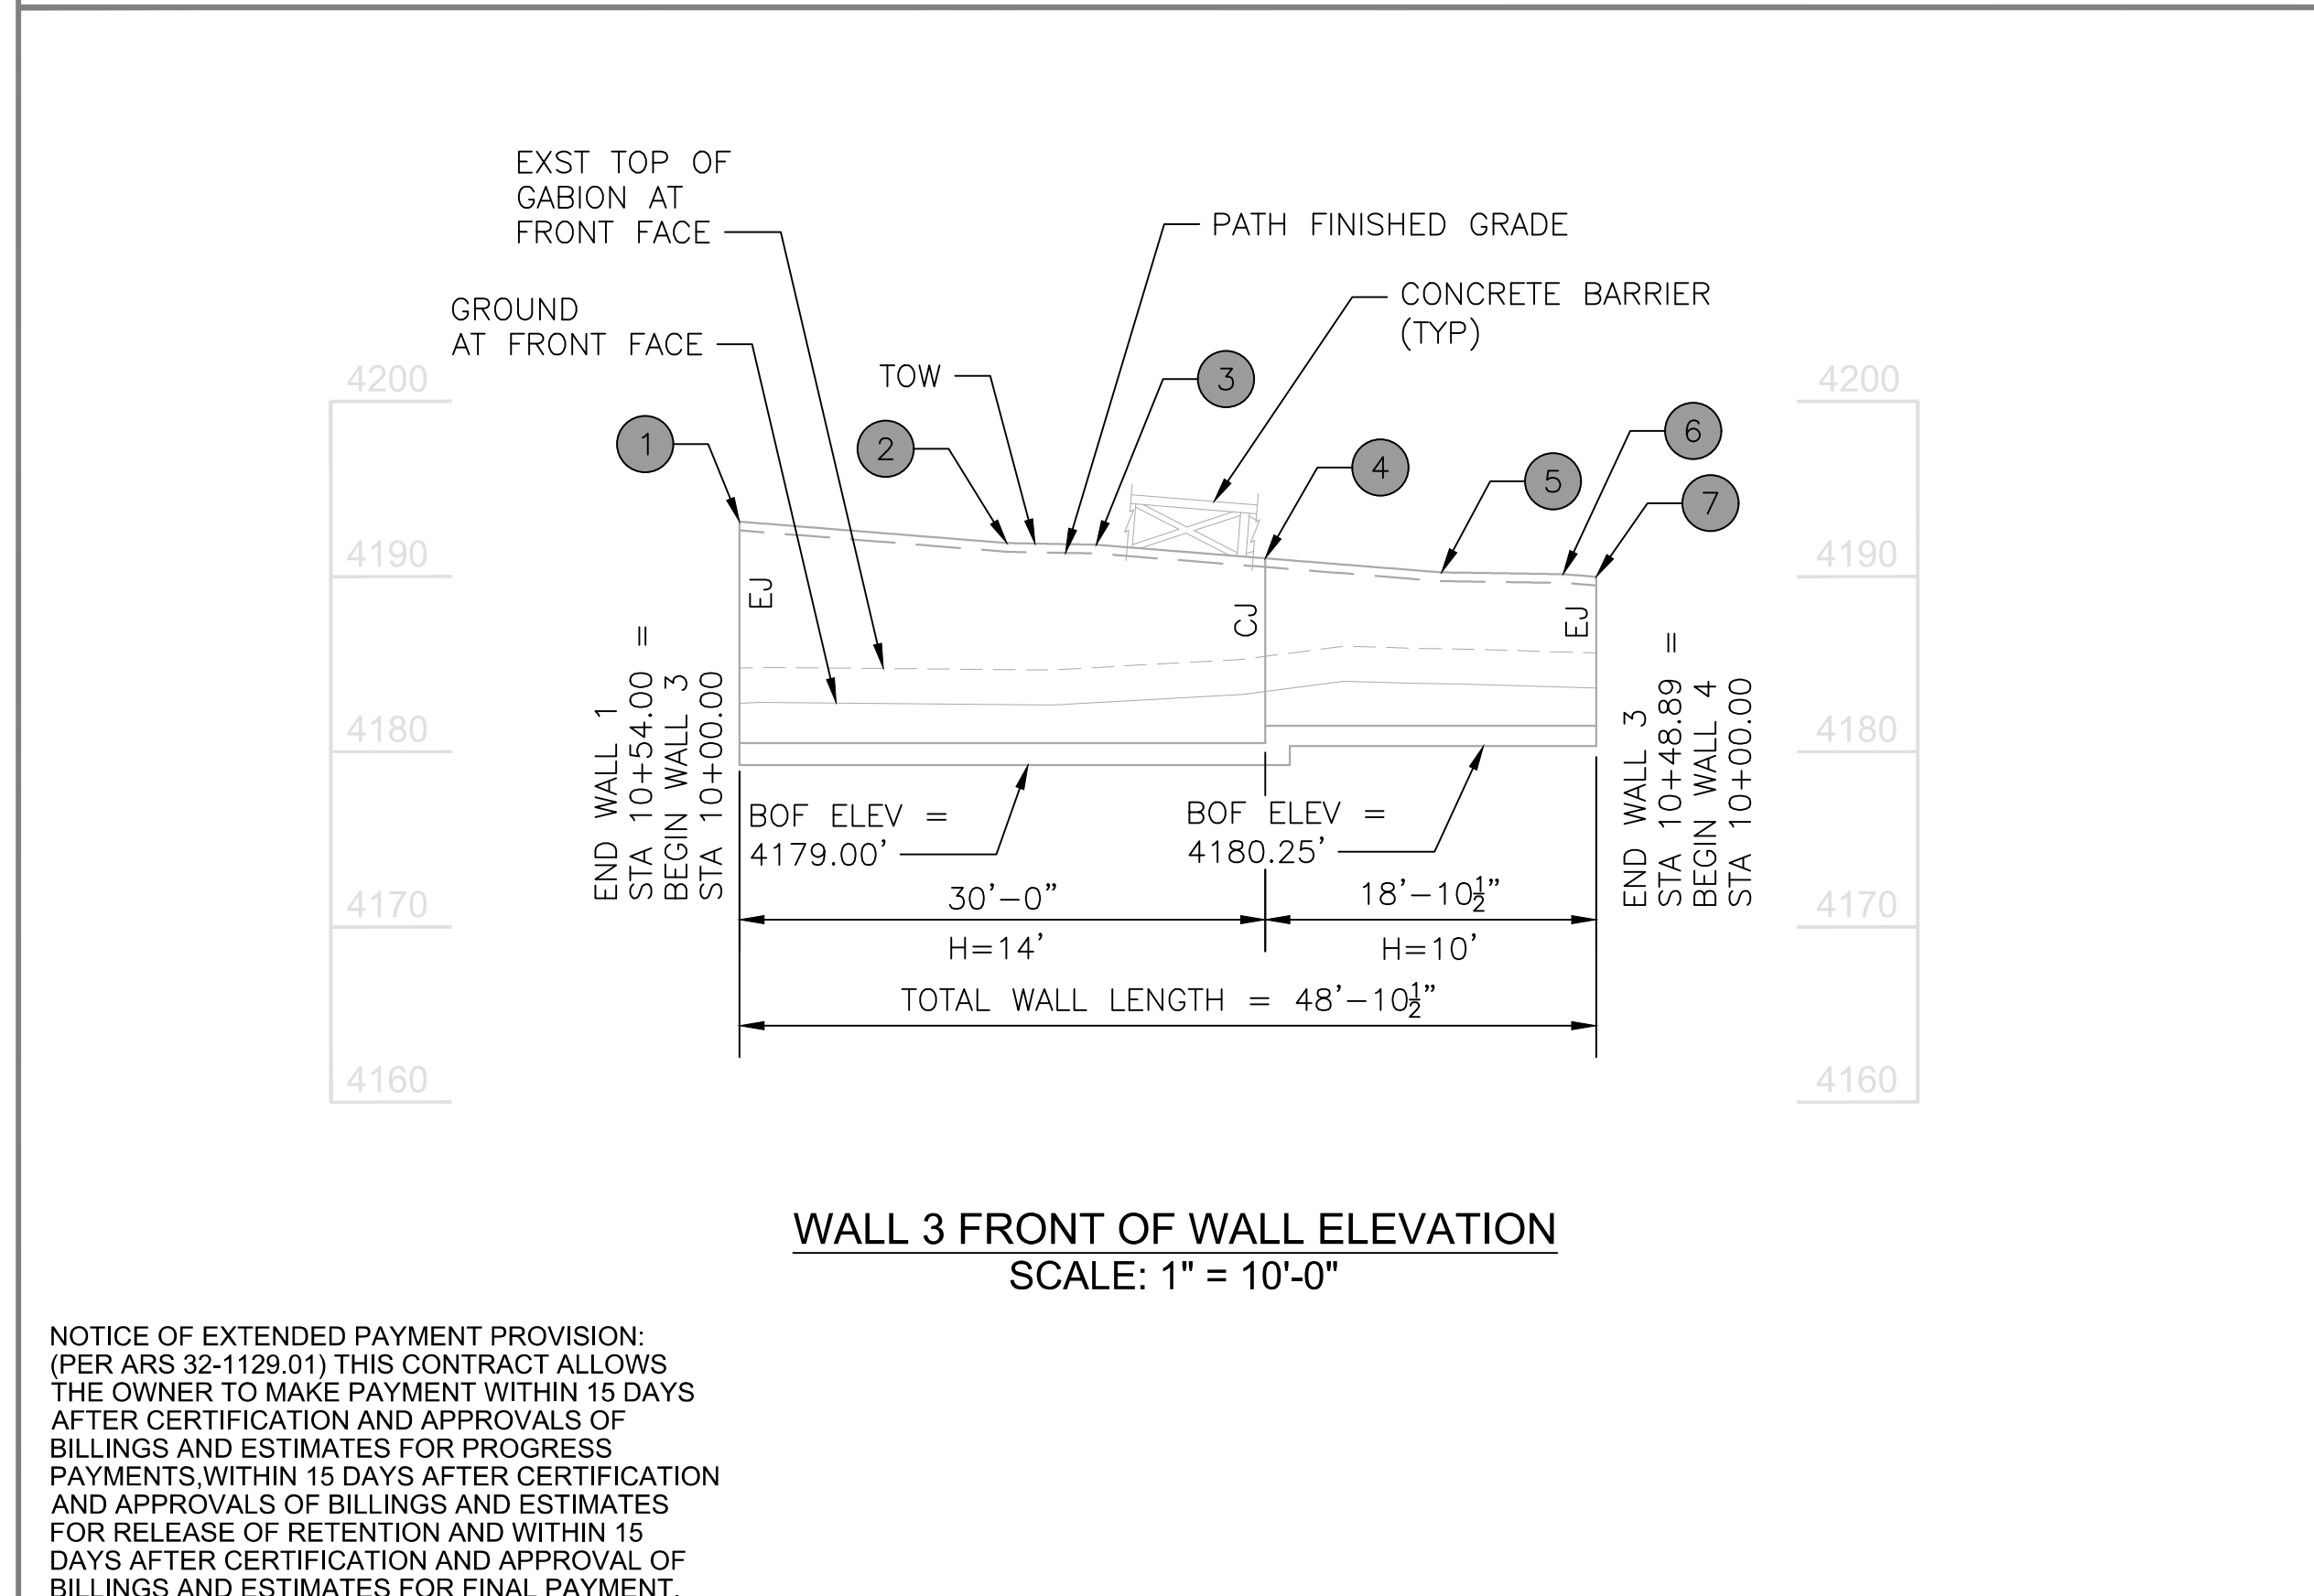 EXST TOP OF
GABION AT
FRONT FACE
GROUND
AT FRONT FACE
PATH FINISHED GRADE
CONCRETE BARRIER
(TYP)
TOW
1
2
3
4
5
6
7
4200
4190
4180
4170
4160
4200
4190
4180
4170
4160
EJ
CJ
EJ
END WALL 1
STA 10+54.00 =
BEGIN WALL 3
STA 10+00.00
END WALL 3
STA 10+48.89 =
BEGIN WALL 4
STA 10+00.00
BOF ELEV =
4179.00'
BOF ELEV =
4180.25'
30'-0"
18'-10½"
H=14'
H=10'
TOTAL WALL LENGTH = 48'-10½"
WALL 3 FRONT OF WALL ELEVATION
SCALE: 1" = 10'-0"
NOTICE OF EXTENDED PAYMENT PROVISION:
(PER ARS 32-1129.01) THIS CONTRACT ALLOWS
THE OWNER TO MAKE PAYMENT WITHIN 15 DAYS
AFTER CERTIFICATION AND APPROVALS OF
BILLINGS AND ESTIMATES FOR PROGRESS
PAYMENTS,WITHIN 15 DAYS AFTER CERTIFICATION
AND APPROVALS OF BILLINGS AND ESTIMATES
FOR RELEASE OF RETENTION AND WITHIN 15
DAYS AFTER CERTIFICATION AND APPROVAL OF
BILLINGS AND ESTIMATES FOR FINAL PAYMENT.